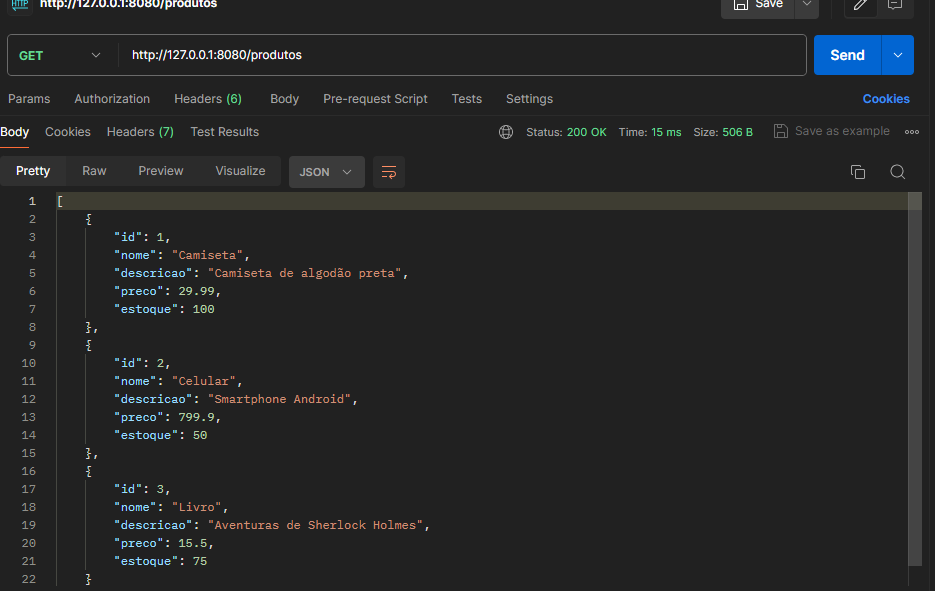 HTTP http://127.0.0.1:8080/produtos Save
GET http://127.0.0.1:8080/produtos Send
Params Authorization Headers (6) Body Pre-request Script Tests Settings Cookies
Body Cookies Headers (7) Test Results Status: 200 OK Time: 15 ms Size: 506 B Save as example
Pretty Raw Preview Visualize JSON
1 [
2 {
3 "id": 1,
4 "nome": "Camiseta",
5 "descricao": "Camiseta de algodão preta",
6 "preco": 29.99,
7 "estoque": 100
8 },
9 {
10 "id": 2,
11 "nome": "Celular",
12 "descricao": "Smartphone Android",
13 "preco": 799.9,
14 "estoque": 50
15 },
16 {
17 "id": 3,
18 "nome": "Livro",
19 "descricao": "Aventuras de Sherlock Holmes",
20 "preco": 15.5,
21 "estoque": 75
22 }